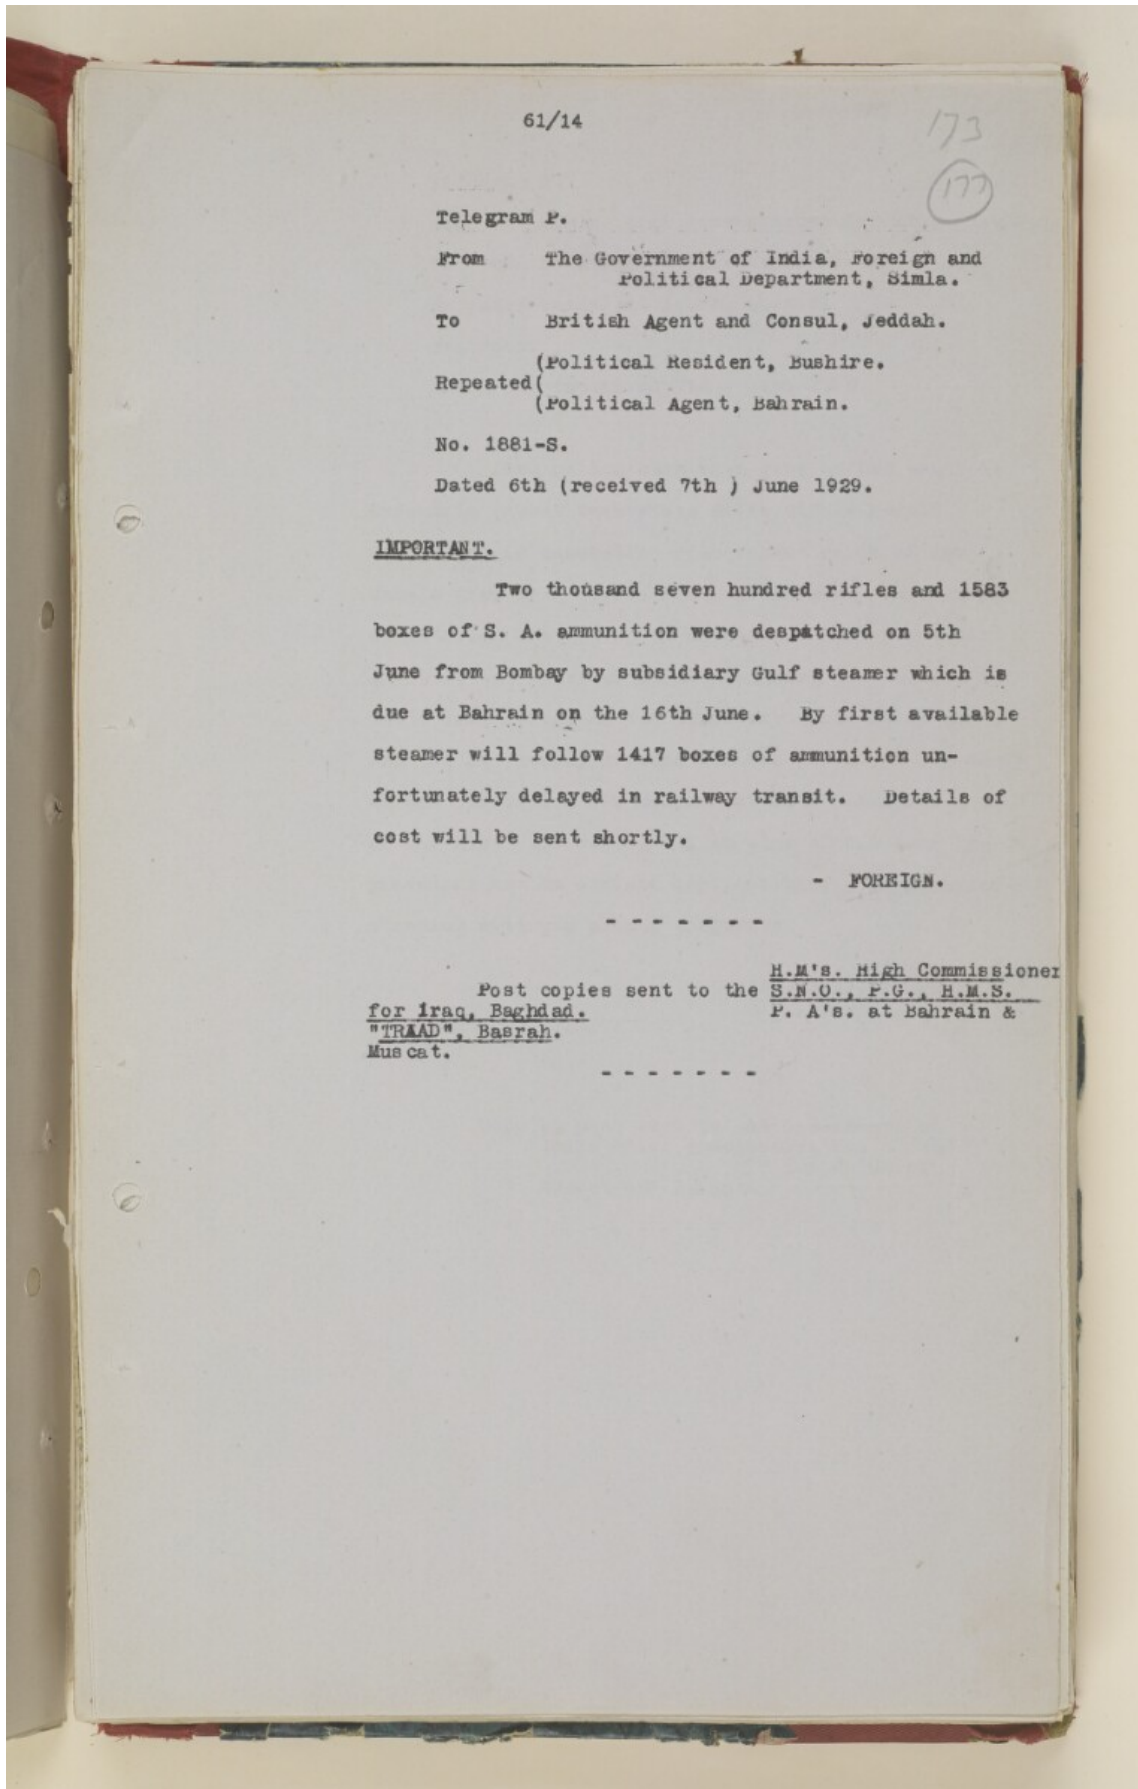 61/14
173
177
Telegram P.
From The Government of India, Foreign and
Political Department, Simla.
To British Agent and Consul, Jeddah.
(Political Resident, Bushire.
Repeated(
(Political Agent, Bahrain.
No. 1881-S.
Dated 6th (received 7th ) June 1929.
IMPORTANT.
Two thousand seven hundred rifles and 1583
boxes of S. A. ammunition were despatched on 5th
June from Bombay by subsidiary Gulf steamer which is
due at Bahrain on the 16th June. By first available
steamer will follow 1417 boxes of ammunition un-
fortunately delayed in railway transit. Details of
cost will be sent shortly.
- FOREIGN.
- - - - - - -
H.M's. High Commissioner
Post copies sent to the S.N.O., P.G., H.M.S.
for Iraq, Baghdad. P. A's. at Bahrain &
"TRAAD", Basrah.
Muscat.
- - - - - - -